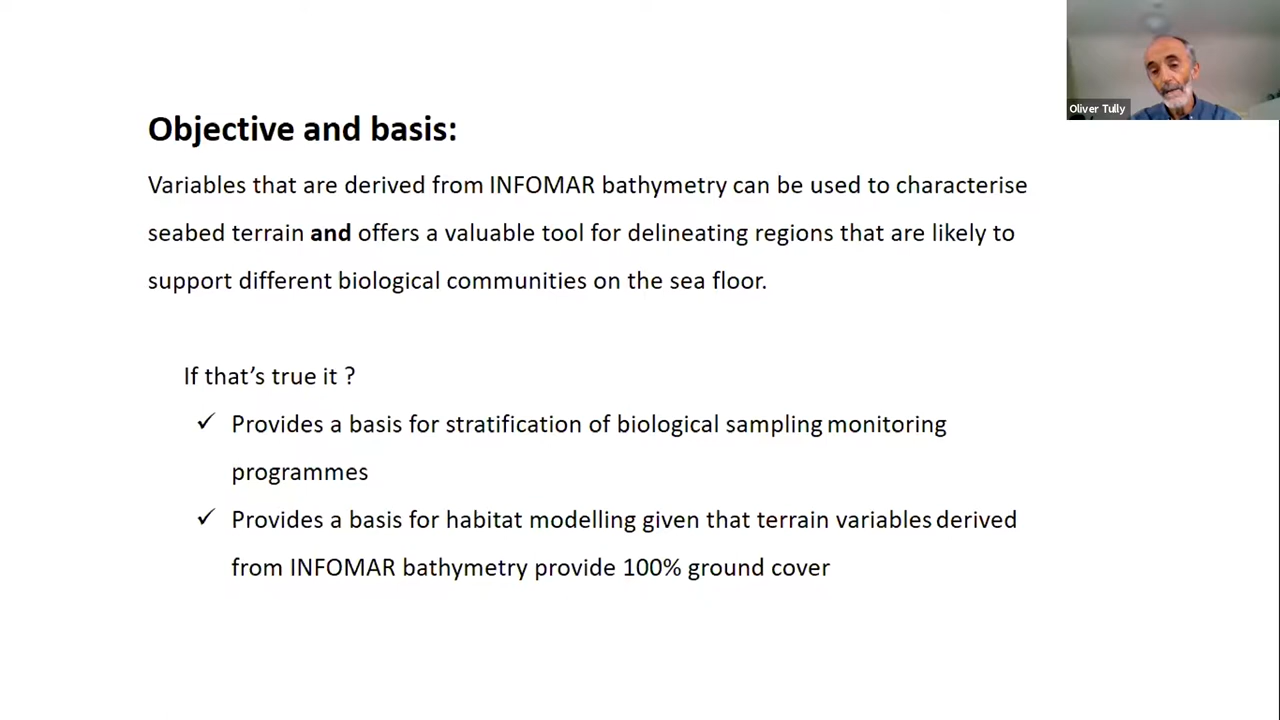 Oliver Tully
Objective and basis:
Variables that are derived from INFOMAR bathymetry can be used to characterise
seabed terrain and offers a valuable tool for delineating regions that are likely to
support different biological communities on the sea floor.
If that’s true it ?
✓ Provides a basis for stratification of biological sampling monitoring
programmes
✓ Provides a basis for habitat modelling given that terrain variables derived
from INFOMAR bathymetry provide 100% ground cover